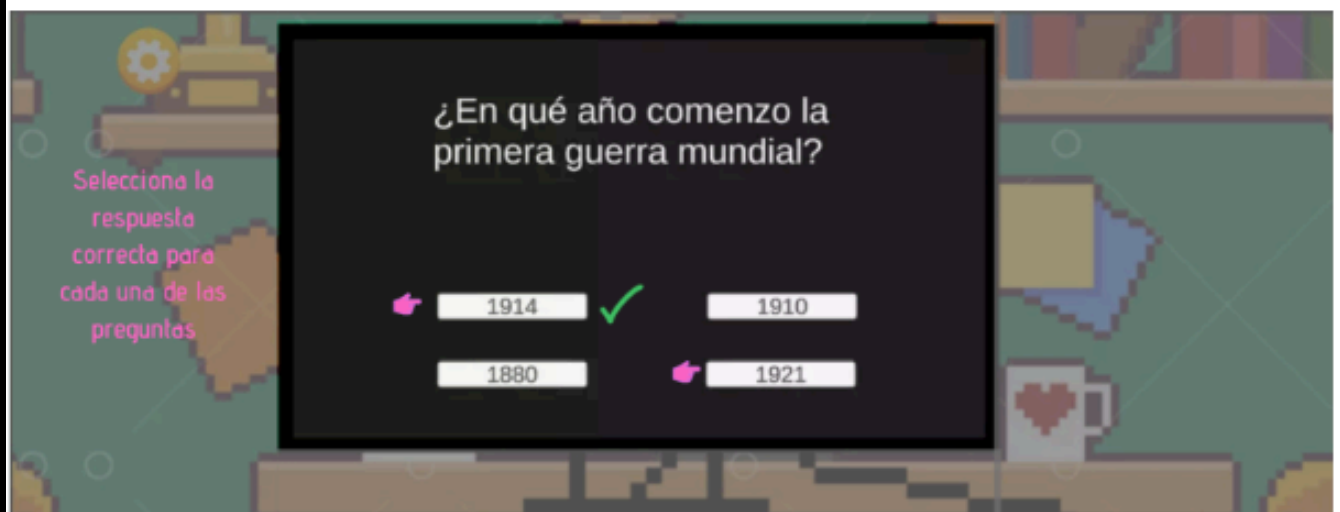 ¿En qué año comenzo la
primera guerra mundial?
Selecciona la
respuesta
correcta para
cada una de las
preguntas
1914
1910
1880
1921